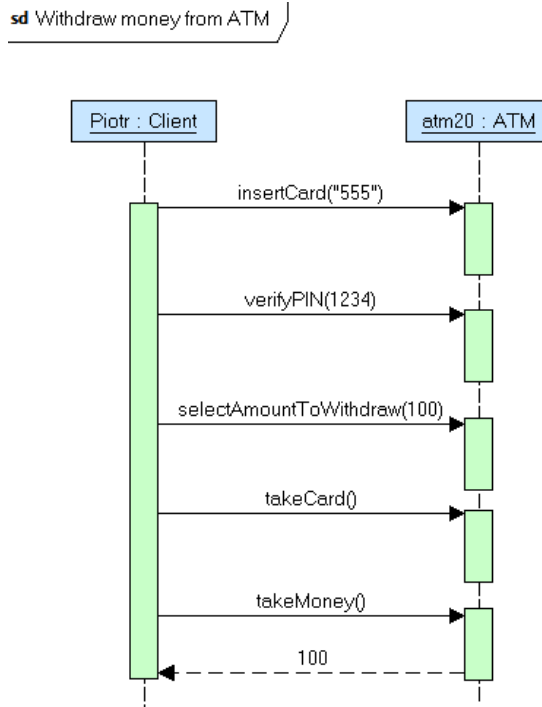 sd Withdraw money from ATM
Piotr : Client
atm20 : ATM
insertCard("555")
verifyPIN(1234)
selectAmountToWithdraw(100)
takeCard()
takeMoney()
100